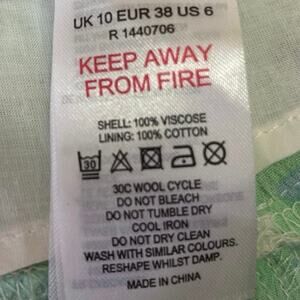 UK 10 EUR 38 US 6
R 1440706
KEEP AWAY
FROM FIRE
SHELL: 100% VISCOSE
LINING: 100% COTTON
30
30C WOOL CYCLE
DO NOT BLEACH
DO NOT TUMBLE DRY
COOL IRON
DO NOT DRY CLEAN
WASH WITH SIMILAR COLOURS.
RESHAPE WHILST DAMP.
MADE IN CHINA